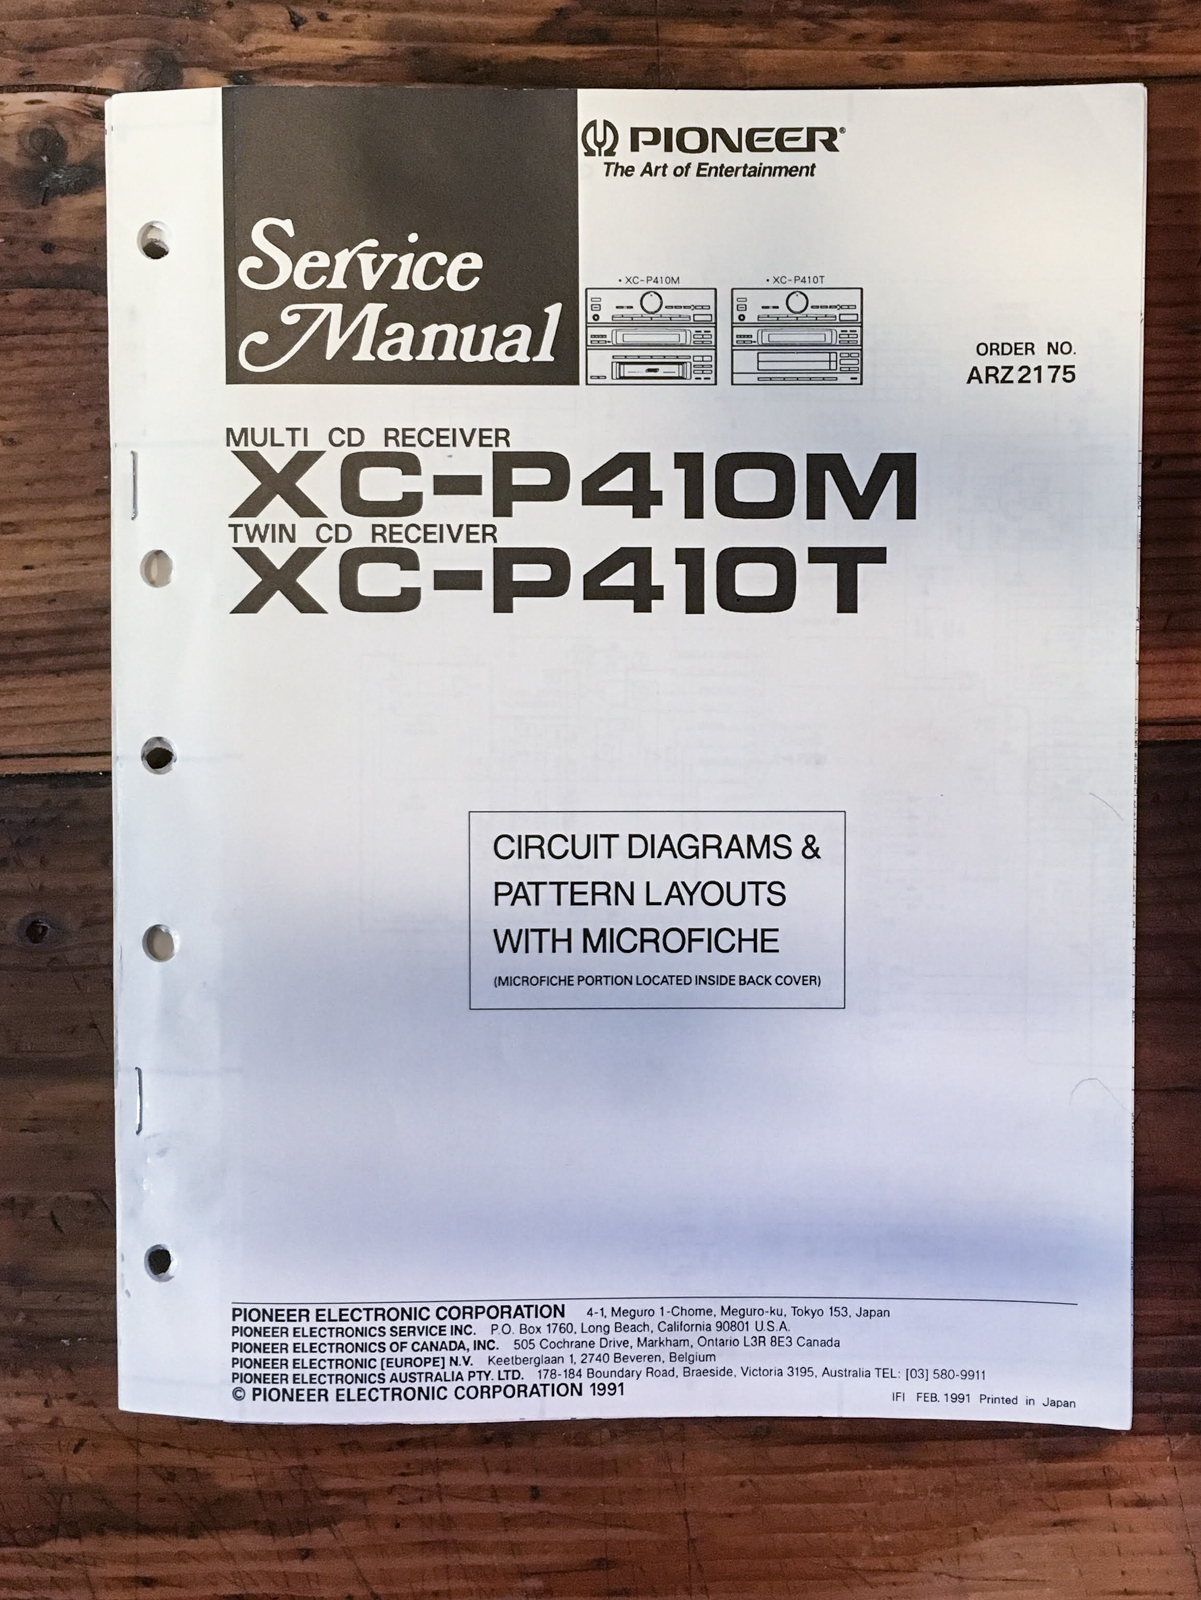 PIONEER®
The Art of Entertainment
Service
Manual
• XC-P410M
• XC-P410T
ORDER NO.
ARZ2175
MULTI CD RECEIVER
XC-P410M
TWIN CD RECEIVER
XC-P410T
CIRCUIT DIAGRAMS &
PATTERN LAYOUTS
WITH MICROFICHE
(MICROFICHE PORTION LOCATED INSIDE BACK COVER)
PIONEER ELECTRONIC CORPORATION 4-1, Meguro 1-Chome, Meguro-ku, Tokyo 153, Japan
PIONEER ELECTRONICS SERVICE INC. P.O. Box 1760, Long Beach, California 90801 U.S.A.
PIONEER ELECTRONICS OF CANADA, INC. 505 Cochrane Drive, Markham, Ontario L3R 8E3 Canada
PIONEER ELECTRONIC [EUROPE] N.V. Keetberglaan 1, 2740 Beveren, Belgium
PIONEER ELECTRONICS AUSTRALIA PTY. LTD. 178-184 Boundary Road, Braeside, Victoria 3195, Australia TEL: [03] 580-9911
© PIONEER ELECTRONIC CORPORATION 1991
IFI FEB. 1991 Printed in Japan